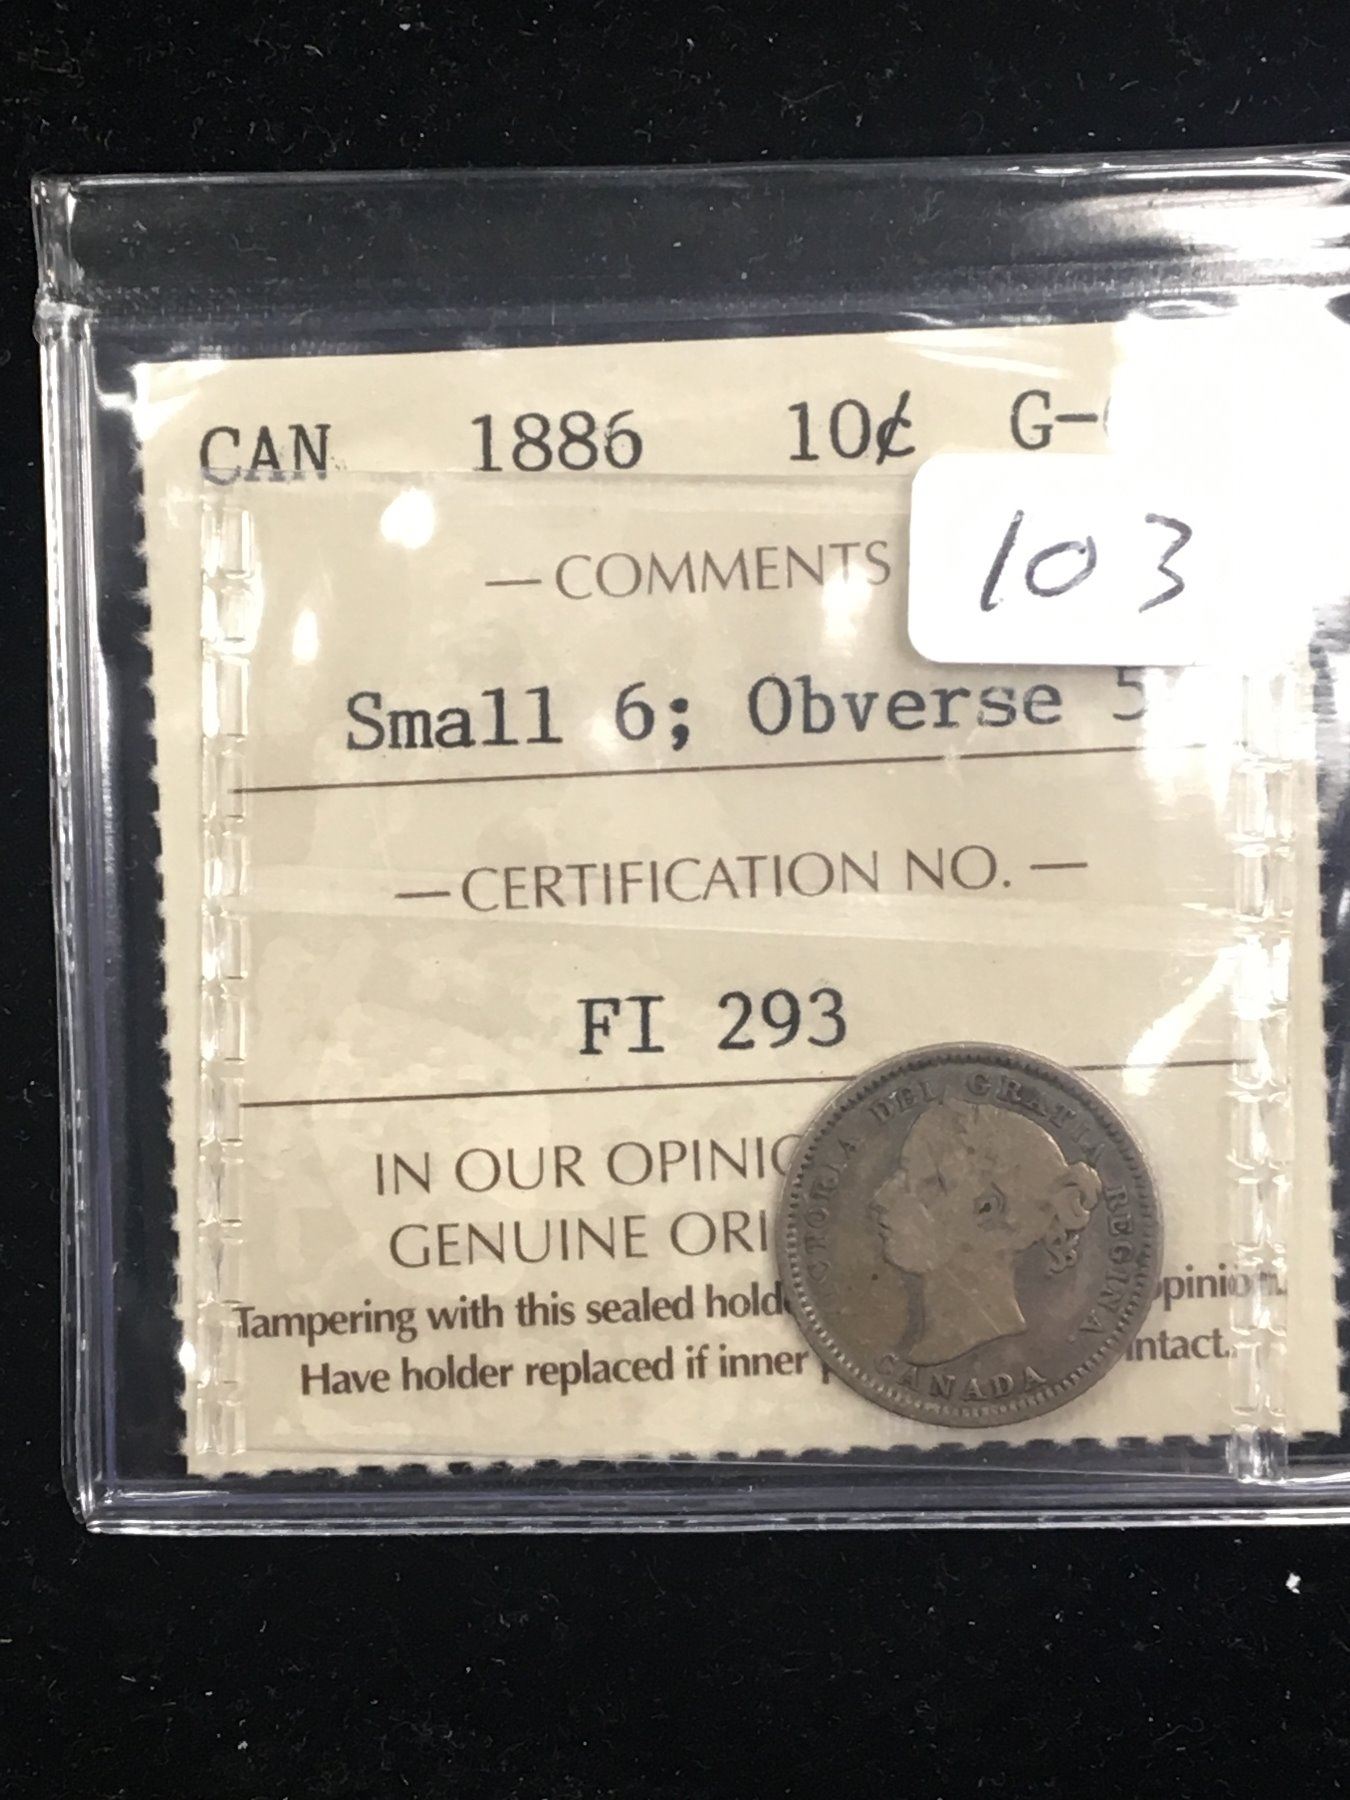 CAN 1886 10¢ G-
103
—COMMENTS
Small 6; Obverse 5
—CERTIFICATION NO.—
FI 293
IN OUR OPINIO
GENUINE ORI
Tampering with this sealed hold opinion.
Have holder replaced if inner intact.
VICTORIA DEI GRATIA REGINA.
CANADA